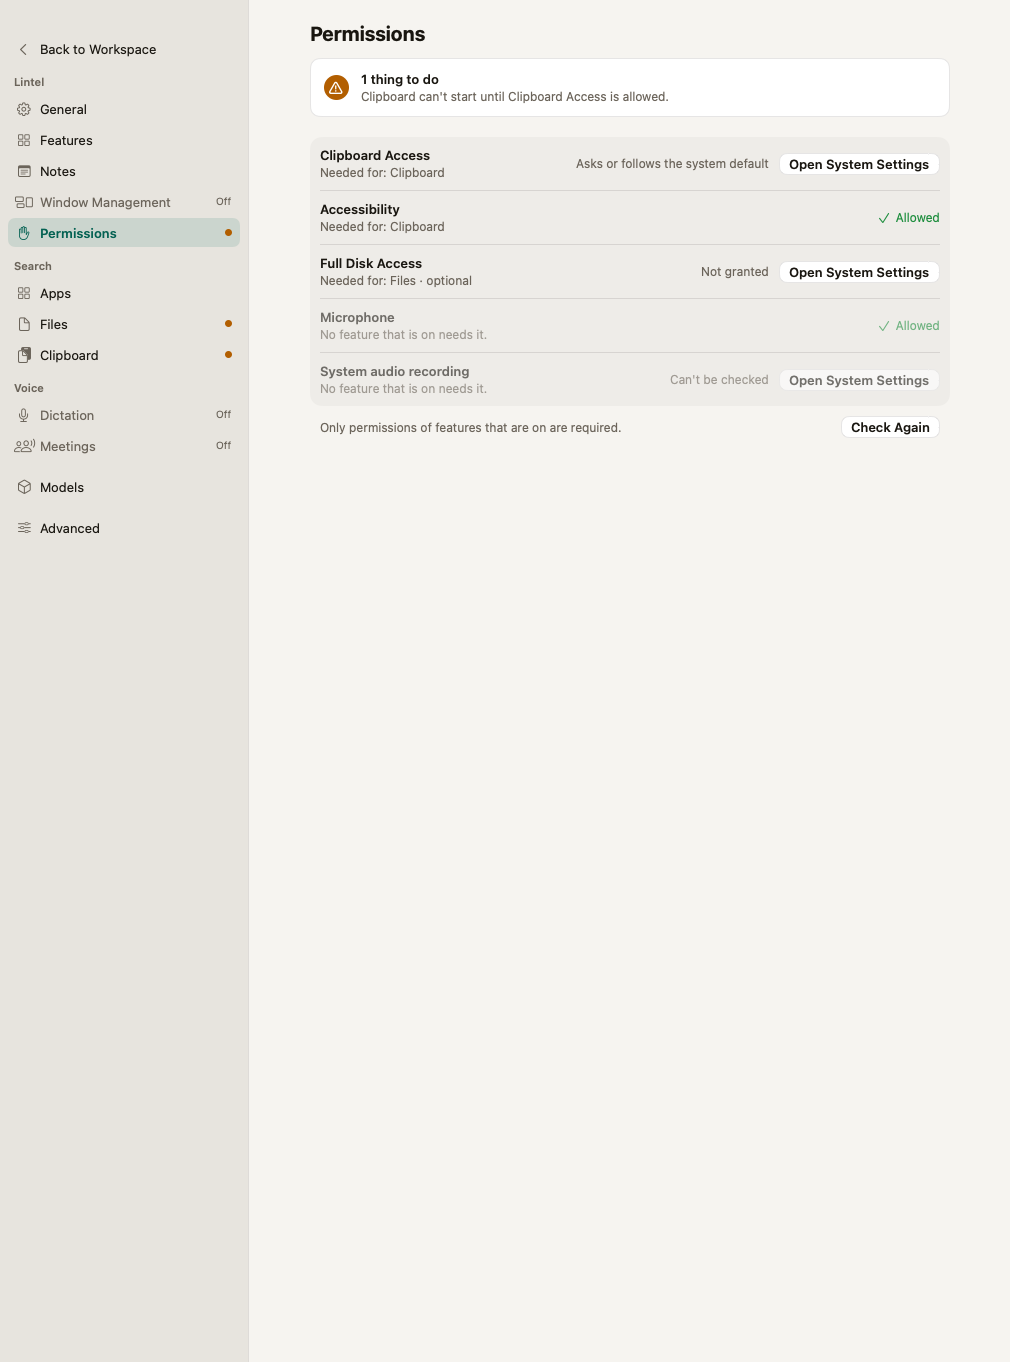 Back to Workspace
Lintel
General
Features
Notes
Window Management Off
Permissions
Search
Apps
Files
Clipboard
Voice
Dictation Off
Meetings Off
Models
Advanced
Permissions
1 thing to do
Clipboard can't start until Clipboard Access is allowed.
Clipboard Access
Needed for: Clipboard
Asks or follows the system default Open System Settings
Accessibility
Needed for: Clipboard
Allowed
Full Disk Access
Needed for: Files · optional
Not granted Open System Settings
Microphone
No feature that is on needs it.
Allowed
System audio recording
No feature that is on needs it.
Can't be checked Open System Settings
Only permissions of features that are on are required. Check Again